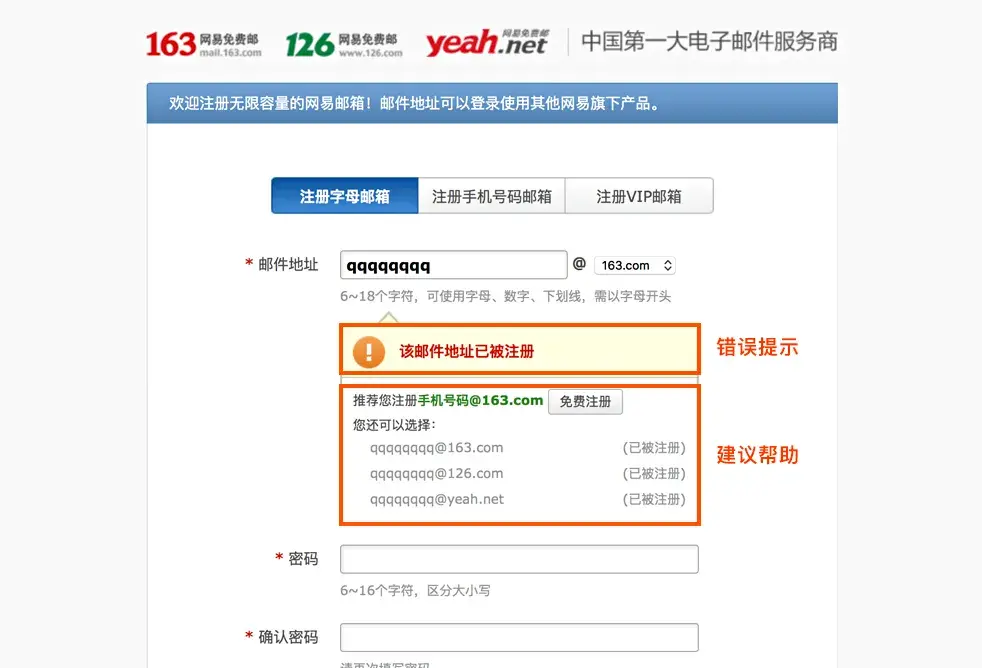 163 网易免费邮 mail.163.com 126 网易免费邮 www.126.com yeah.net 网易免费邮 中国第一大电子邮件服务商
欢迎注册无限容量的网易邮箱！邮件地址可以登录使用其他网易旗下产品。
注册字母邮箱 注册手机号码邮箱 注册VIP邮箱
* 邮件地址 qqqqqqqq @ 163.com
6~18个字符，可使用字母、数字、下划线，需以字母开头
! 该邮件地址已被注册 错误提示
推荐您注册手机号码@163.com 免费注册
您还可以选择：
qqqqqqqq@163.com (已被注册)
建议帮助
qqqqqqqq@126.com (已被注册)
qqqqqqqq@yeah.net (已被注册)
* 密码
6~16个字符，区分大小写
* 确认密码
请再次填写密码